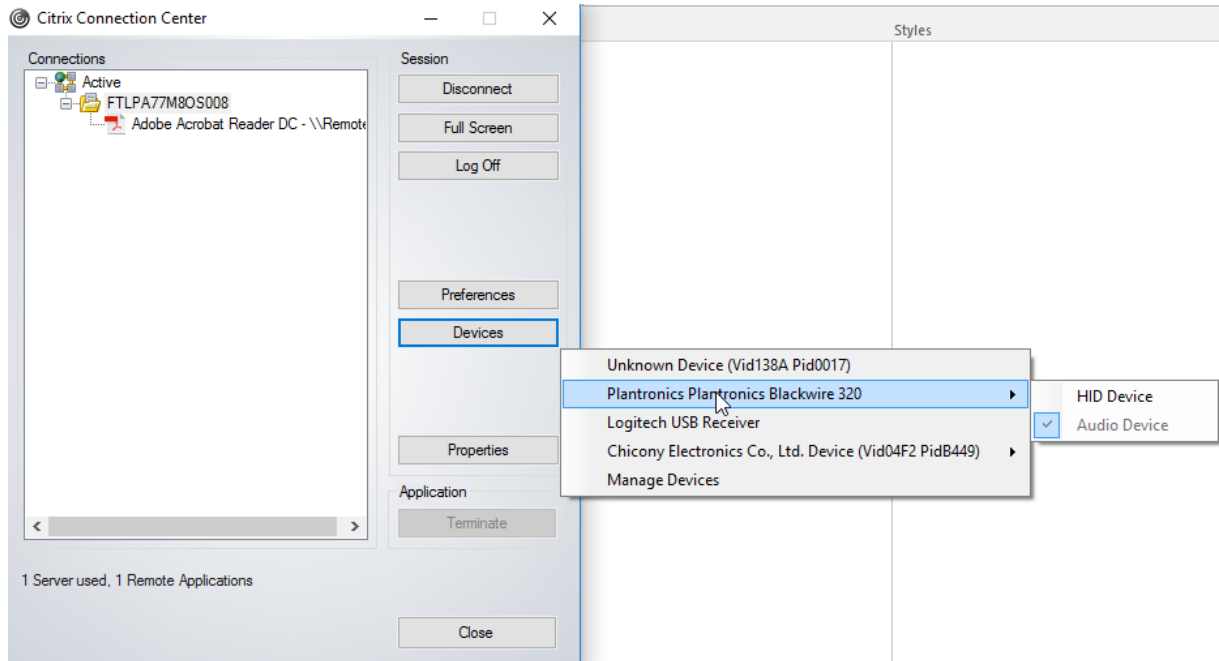 Citrix Connection Center
Styles
Connections
Active
FTLPA77M8OS008
Adobe Acrobat Reader DC - \\Remote
Session
Disconnect
Full Screen
Log Off
Preferences
Devices
Unknown Device (Vid138A Pid0017)
Plantronics Plantronics Blackwire 320
HID Device
Logitech USB Receiver
Audio Device
Chicony Electronics Co., Ltd. Device (Vid04F2 PidB449)
Manage Devices
Properties
Application
Terminate
1 Server used, 1 Remote Applications
Close